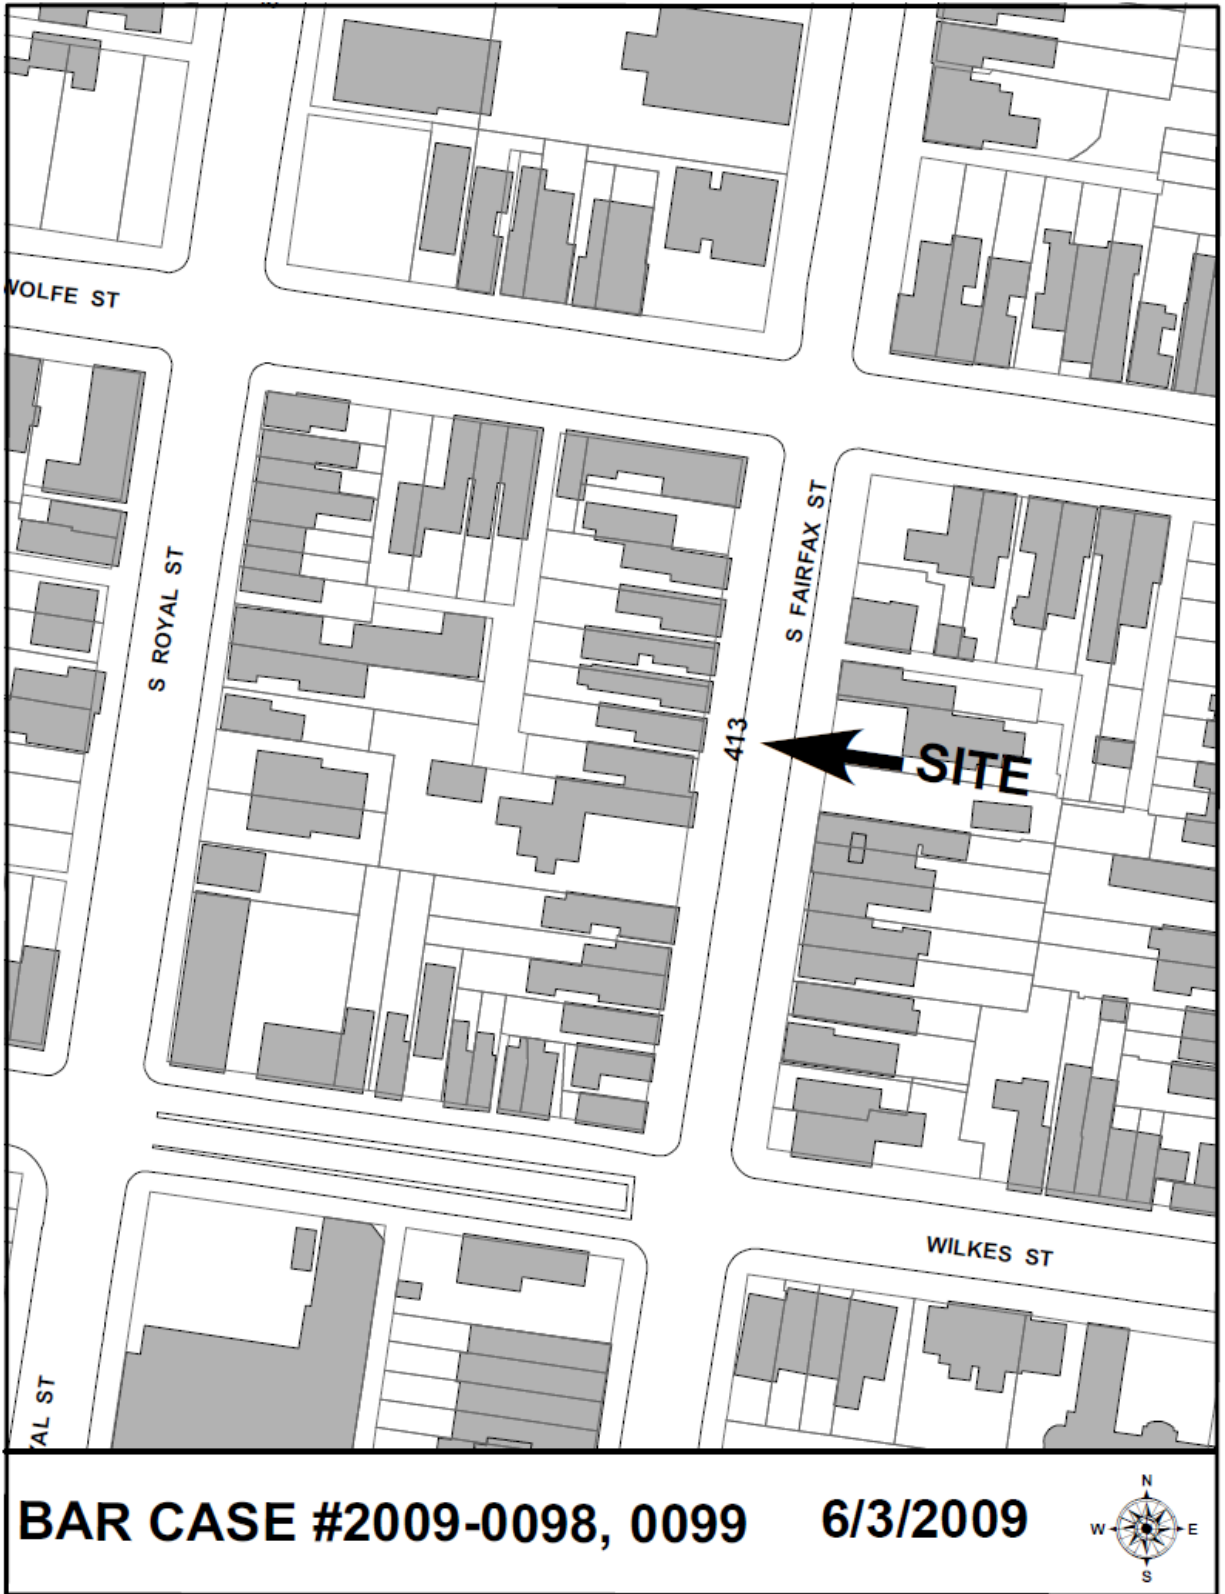 WOLFE ST
S FAIRFAX ST
S ROYAL ST
413
SITE
WILKES ST
YAL ST
BAR CASE #2009-0098, 0099 6/3/2009
N
W E
S